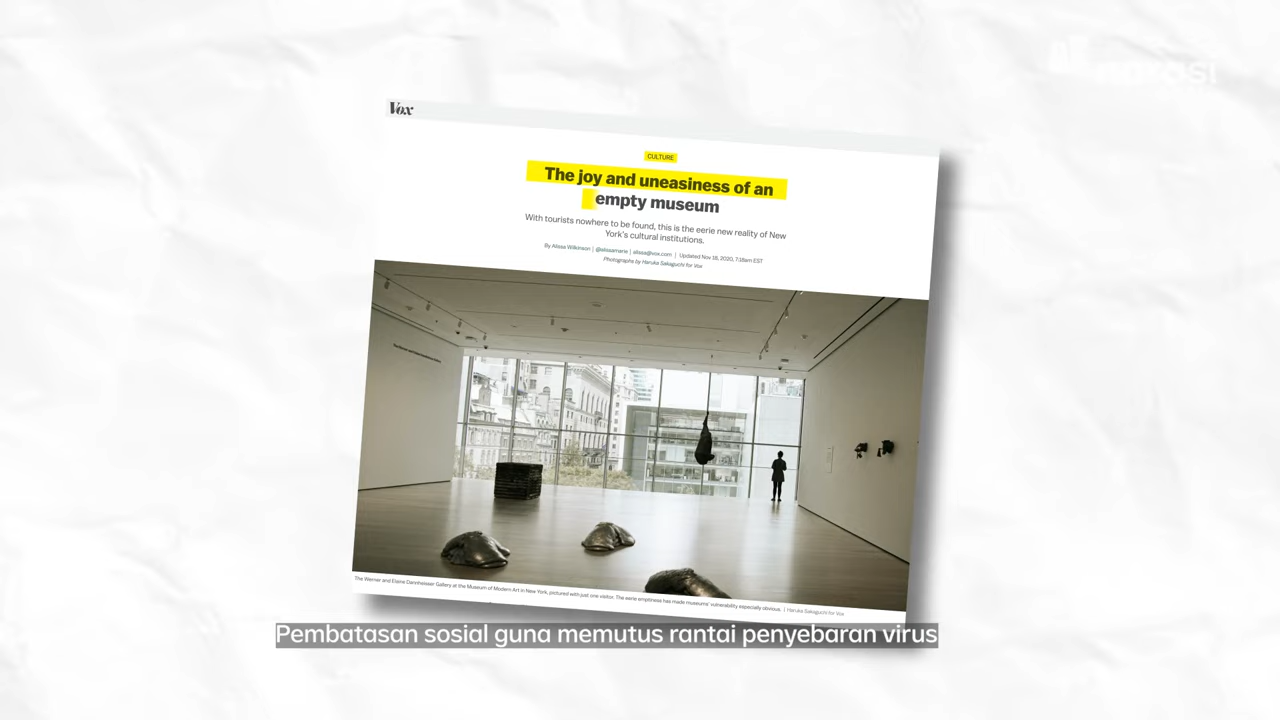 narasi
Vox
CULTURE
The joy and uneasiness of an
empty museum
With tourists nowhere to be found, this is the eerie new reality of New
York's cultural institutions.
By Alissa Wilkinson | @alissamarie | alissa@vox.com | Updated Nov 18, 2020, 7:18am EST
Photographs by Haruka Sakaguchi for Vox
The Werner and Elaine Dannheisser Gallery at the Museum of Modern Art in New York, pictured with just one visitor. The eerie emptiness has made museums' vulnerability especially obvious. | Haruka Sakaguchi for Vox
Pembatasan sosial guna memutus rantai penyebaran virus